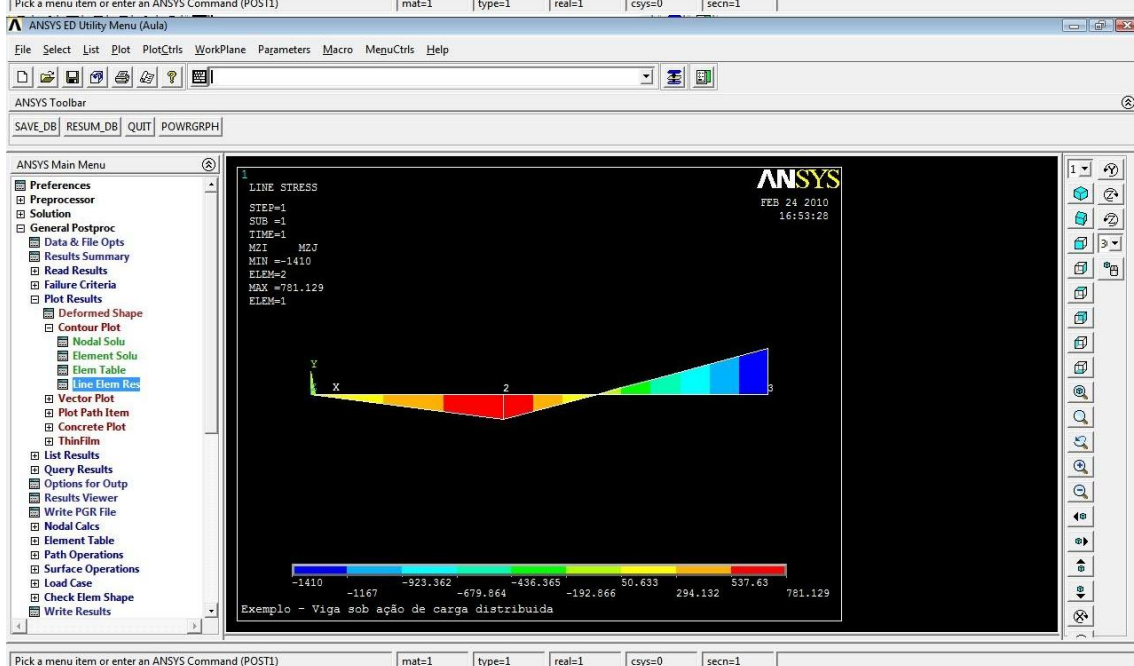 Pick a menu item or enter an ANSYS Command (POST1) mat=1 type=1 real=1 csys=0 secn=1
ANSYS ED Utility Menu (Aula)
File Select List Plot PlotCtrls WorkPlane Parameters Macro MenuCtrls Help
ANSYS Toolbar
SAVE_DB RESUM_DB QUIT POWRGRPH
ANSYS Main Menu
Preferences
Preprocessor
Solution
General Postproc
Data & File Opts
Results Summary
Read Results
Failure Criteria
Plot Results
Deformed Shape
Contour Plot
Nodal Solu
Element Solu
Elem Table
Line Elem Res
Vector Plot
Plot Path Item
Concrete Plot
ThinFilm
List Results
Query Results
Options for Outp
Results Viewer
Write PGR File
Nodal Calcs
Element Table
Path Operations
Surface Operations
Load Case
Check Elem Shape
Write Results
1
LINE STRESS
STEP=1
SUB =1
TIME=1
MZI MZJ
MIN =-1410
ELEM=2
MAX =781.129
ELEM=1
ANSYS
FEB 24 2010
16:53:28
Y
X 2 3
-1410 -923.362 -436.365 50.633 537.63
-1167 -679.864 -192.866 294.132 781.129
Exemplo - Viga sob ação de carga distribuida
1
Pick a menu item or enter an ANSYS Command (POST1) mat=1 type=1 real=1 csys=0 secn=1